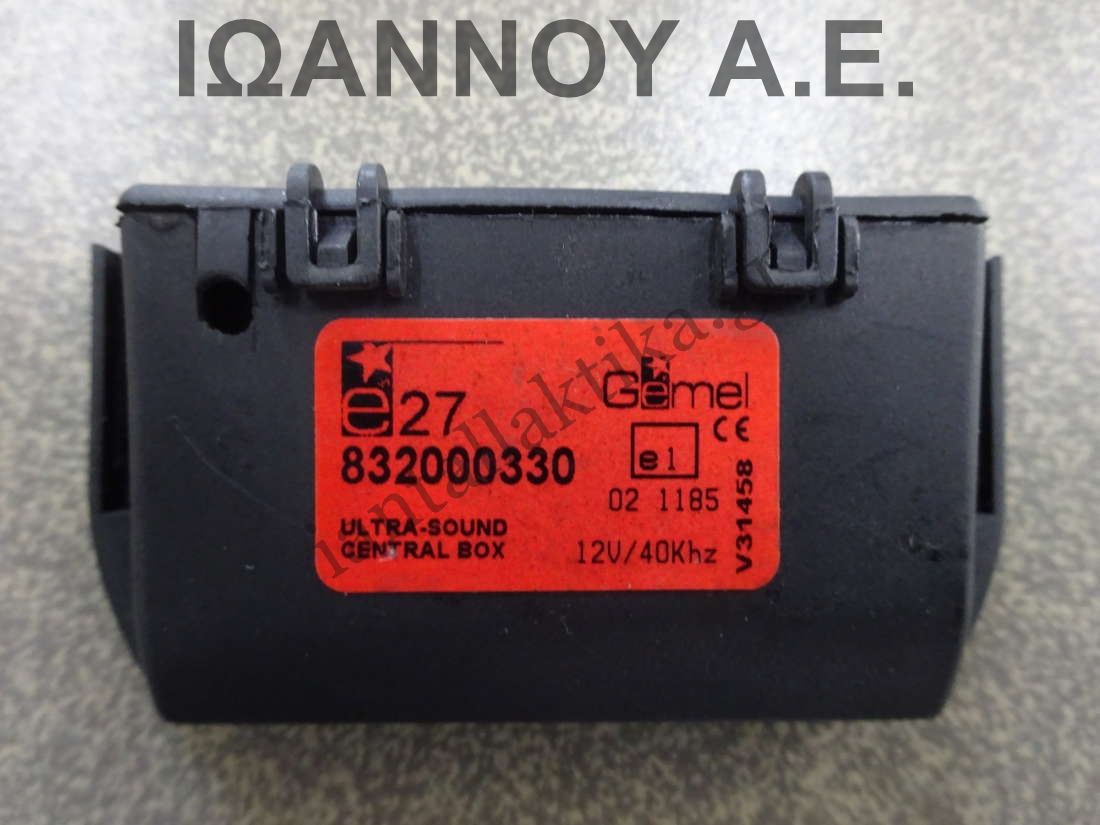 ΙΩΑΝΝΟΥ Α.Ε.
e27
Gemel
832000330
CE
e1
02 1185
V31458
ULTRA-SOUND
CENTRAL BOX
12V/40Khz